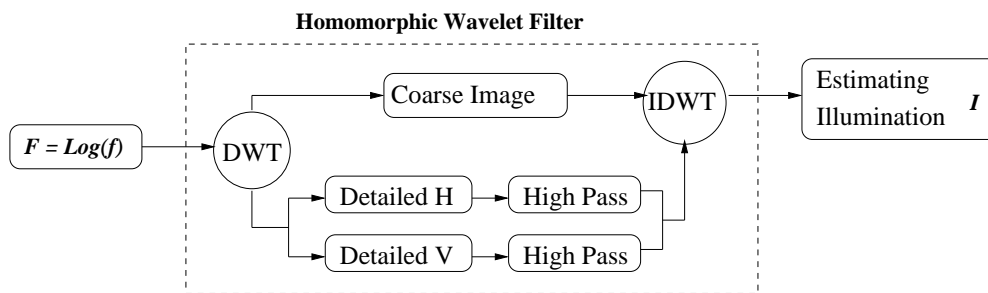 Homomorphic Wavelet Filter
F = Log(f)
DWT
Coarse Image
IDWT
Estimating
Illumination I
Detailed H
High Pass
Detailed V
High Pass